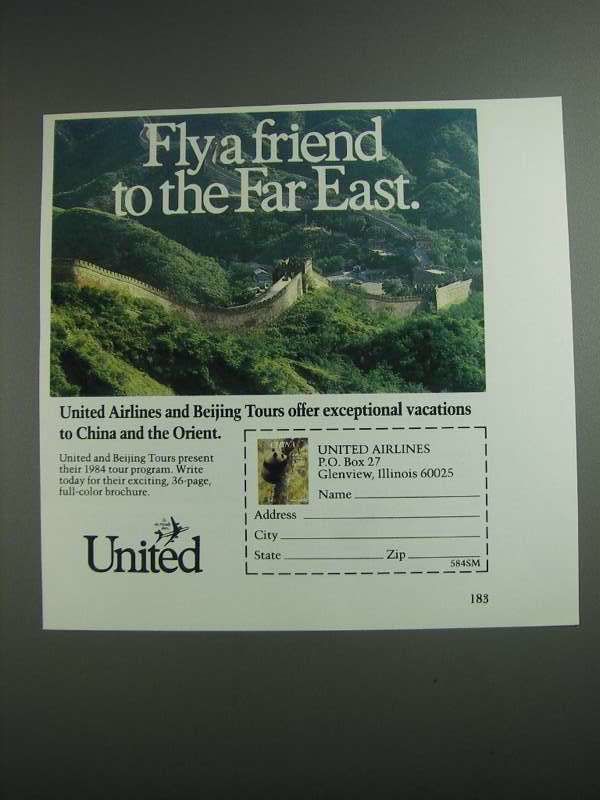 Fly a friend
to the Far East.
United Airlines and Beijing Tours offer exceptional vacations
to China and the Orient.
United and Beijing Tours present
their 1984 tour program. Write
today for their exciting, 36-page,
full-color brochure.
United
CHINA
UNITED AIRLINES
P.O. Box 27
Glenview, Illinois 60025
Name
Address
City
State Zip
584SM
183